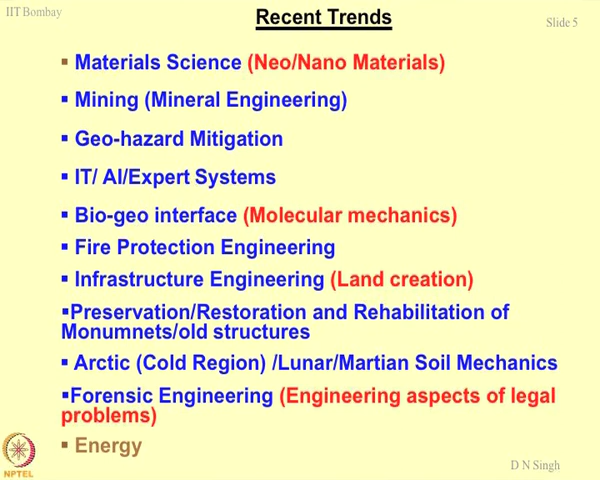 IIT Bombay
Recent Trends
Slide 5
▪ Materials Science (Neo/Nano Materials)
▪ Mining (Mineral Engineering)
▪ Geo-hazard Mitigation
▪ IT/ AI/Expert Systems
▪ Bio-geo interface (Molecular mechanics)
▪ Fire Protection Engineering
▪ Infrastructure Engineering (Land creation)
▪Preservation/Restoration and Rehabilitation of
Monumnets/old structures
▪ Arctic (Cold Region) /Lunar/Martian Soil Mechanics
▪Forensic Engineering (Engineering aspects of legal
problems)
▪ Energy
NPTEL
D N Singh